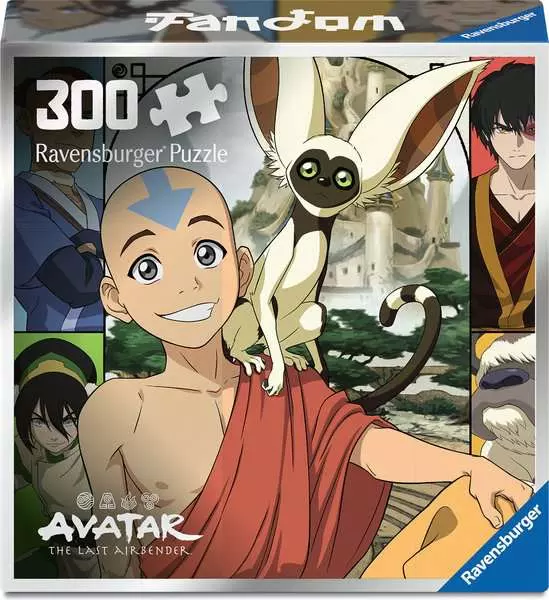 Fandom
Ravensburger
300
Ravensburger® Puzzle
AVATAR
THE LAST AIRBENDER
Ravensburger